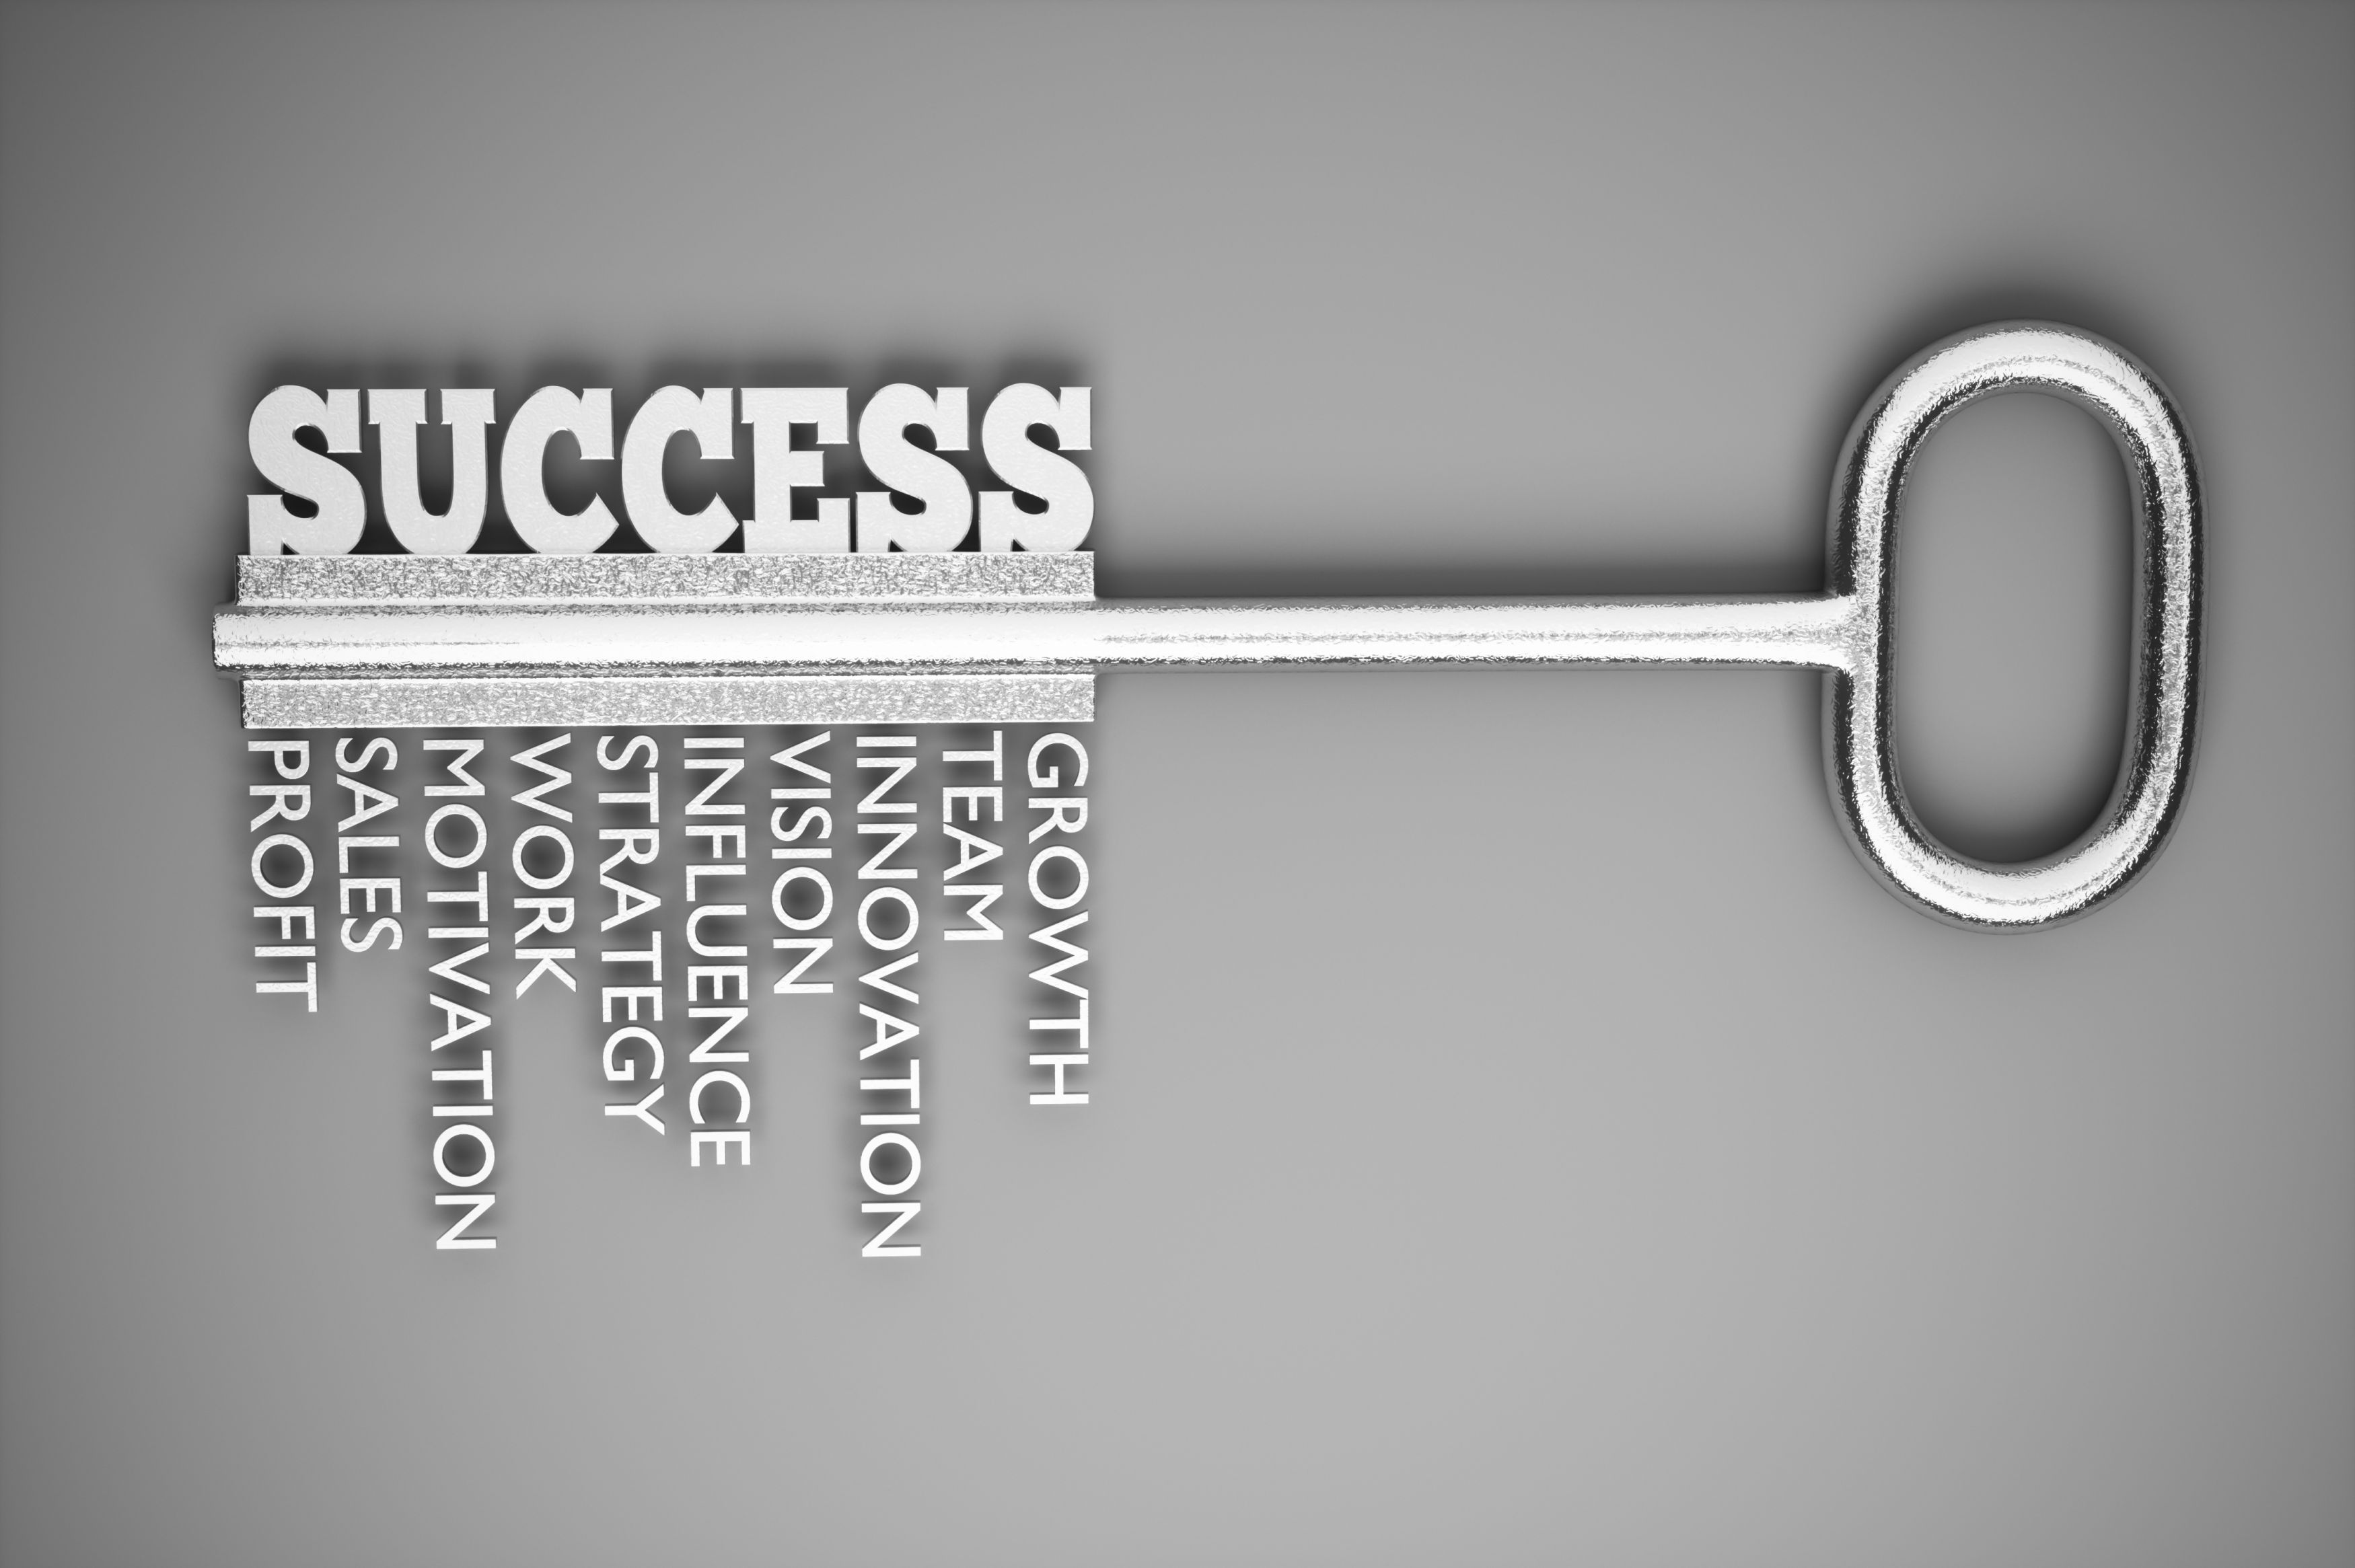 SUCCESS
PROFIT
SALES
MOTIVATION
WORK
STRATEGY
INFLUENCE
VISION
INNOVATION
TEAM
GROWTH